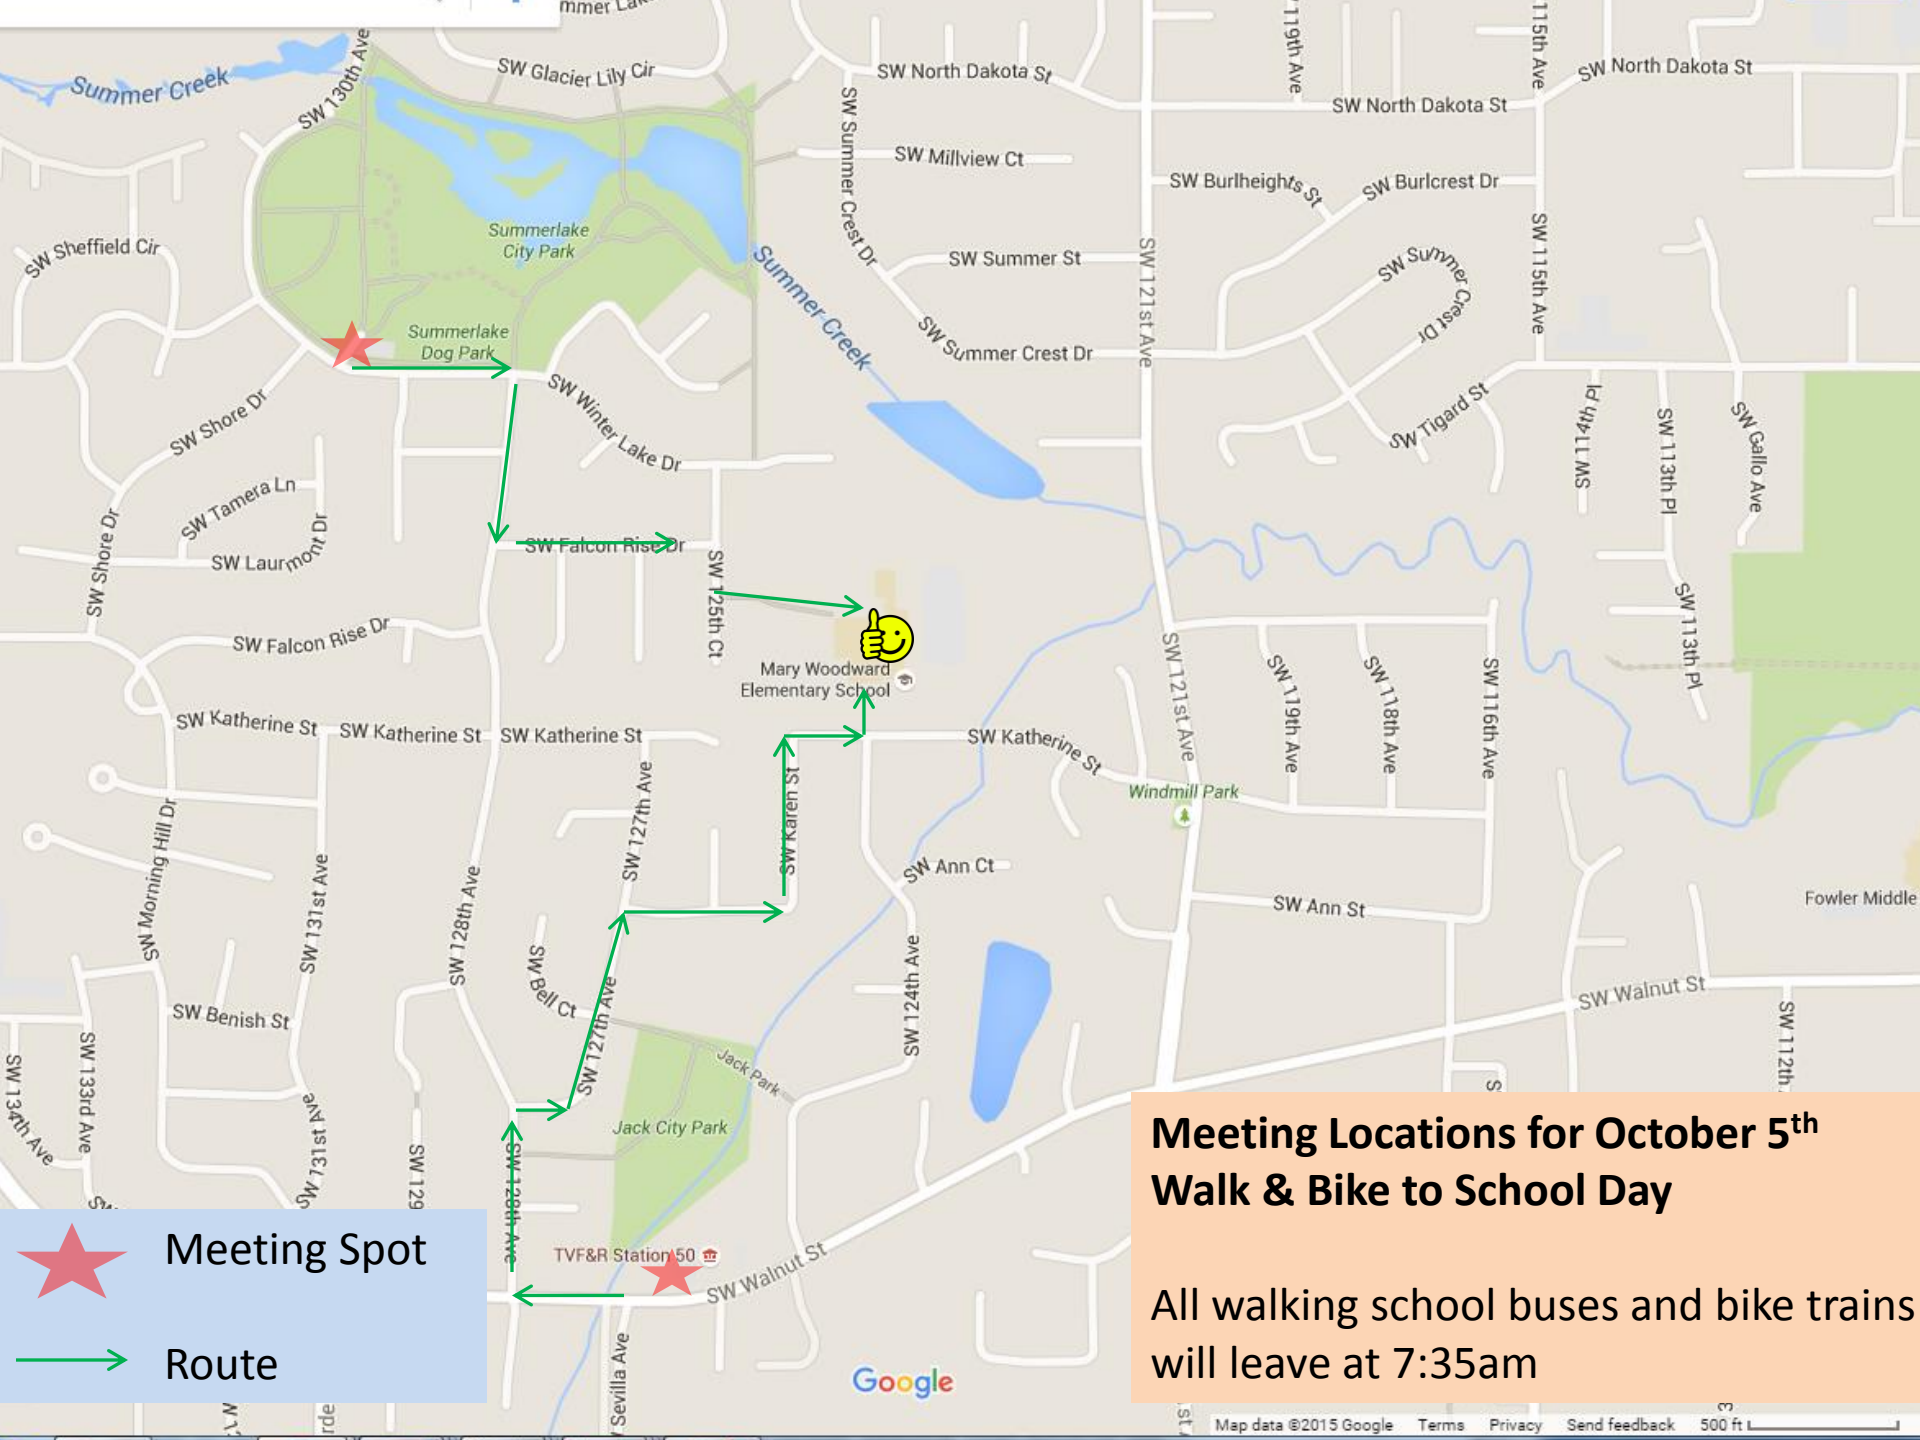 SW 130th Ave
SW Glacier Lily Cir
SW North Dakota St
119th Ave
115th Ave
SW North Dakota St
SW North Dakota St
Summer Creek
SW Summer Crest Dr
SW Millview Ct
SW Burlheights St
SW Burlcrest Dr
Summerlake
City Park
SW Sheffield Cir
Summer Creek
SW Summer St
SW 121st Ave
SW Summer Crest Dr
SW 115th Ave
Summerlake
Dog Park
SW Summer Crest Dr
SW Shore Dr
SW Winter Lake Dr
SW Tigard St
SW 114th Pl
SW 113th Pl
SW Gallo Ave
SW Tamera Ln
SW Shore Dr
SW Laurmont Dr
SW Falcon Rise Dr
SW 125th Ct
SW Falcon Rise Dr
SW 113th Pl
Mary Woodward
Elementary School
SW 121st Ave
SW 119th Ave
SW 118th Ave
SW 116th Ave
SW Katherine St
SW Katherine St
SW Katherine St
SW Katherine St
Windmill Park
SW Morning Hill Dr
SW 131st Ave
SW 128th Ave
SW 127th Ave
SW Karen St
SW Ann Ct
SW Ann St
Fowler Middle
SW Bell Ct
SW 127th Ave
SW 124th Ave
SW Walnut St
SW Benish St
SW 134th Ave
SW 133rd Ave
SW 131st Ave
SW 129
SW 128th Ave
Jack Park
Jack City Park
SW 112th
S
SW
TVF&R Station 50
SW Walnut St
Sevilla Ave
Meeting Locations for October 5th
Walk & Bike to School Day
All walking school buses and bike trains
will leave at 7:35am
Meeting Spot
Route
rde
Google
st
Map data ©2015 Google Terms Privacy Send feedback 500 ft